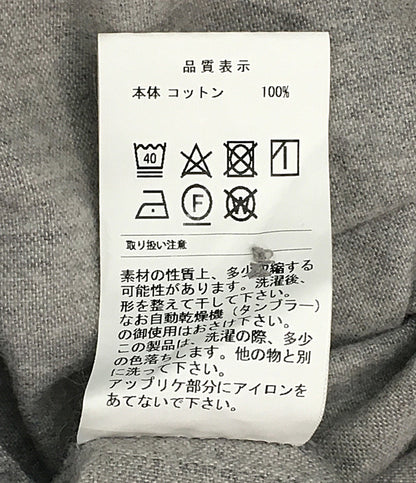 品質表示
本体 コットン 100%
40
F
W
取り扱い注意
素材の性質上、多少収縮する
可能性があります。洗濯後、
形を整えて干して下さい。
なお自動乾燥機（タンブラー）
の御使用はおさけ下さい。
この製品は、洗濯の際、多少
の色落ちします。他の物と別
に洗って下さい。
アップリケ部分にアイロンを
あてないで下さい。